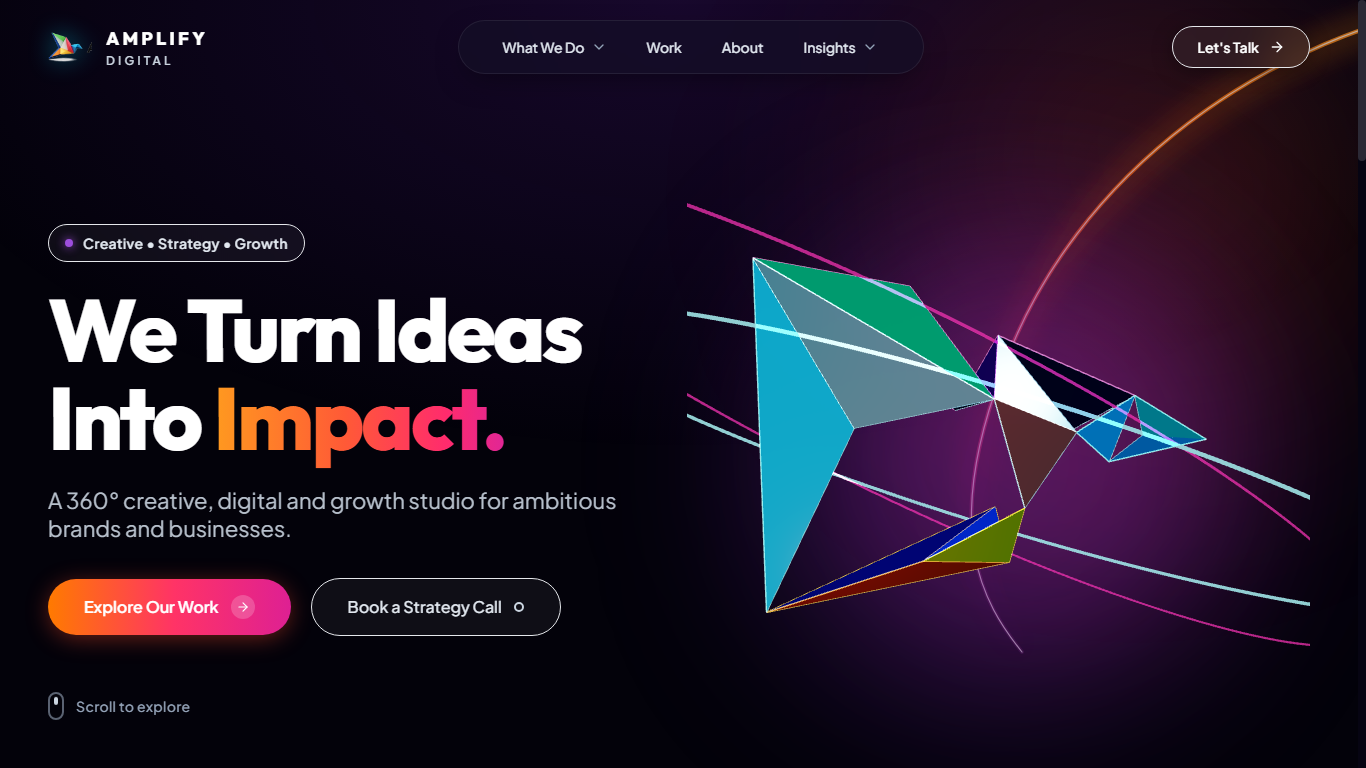 AMPLIFY
DIGITAL
What We Do
Work
About
Insights
Let's Talk
Creative • Strategy • Growth
We Turn Ideas
Into Impact.
A 360° creative, digital and growth studio for ambitious
brands and businesses.
Explore Our Work
Book a Strategy Call
Scroll to explore